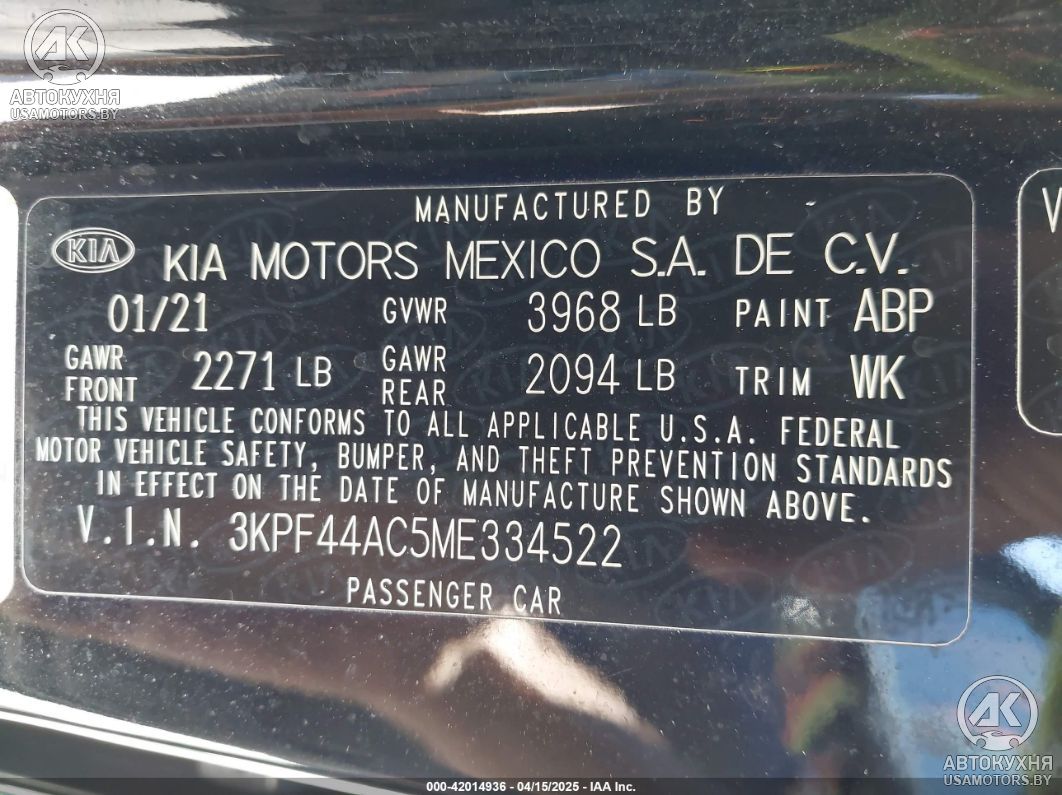 AK
АВТОКУХНЯ
USAMOTORS.BY
MANUFACTURED BY
KIA KIA MOTORS MEXICO S.A. DE C.V.
01/21 GVWR 3968 LB PAINT ABP
GAWR FRONT 2271 LB GAWR REAR 2094 LB TRIM WK
THIS VEHICLE CONFORMS TO ALL APPLICABLE U.S.A. FEDERAL
MOTOR VEHICLE SAFETY, BUMPER, AND THEFT PREVENTION STANDARDS
IN EFFECT ON THE DATE OF MANUFACTURE SHOWN ABOVE.
V.I.N. 3KPF44AC5ME334522
PASSENGER CAR
V
AK
АВТОКУХНЯ
USAMOTORS.BY
000-42014936 - 04/15/2025 - IAA Inc.